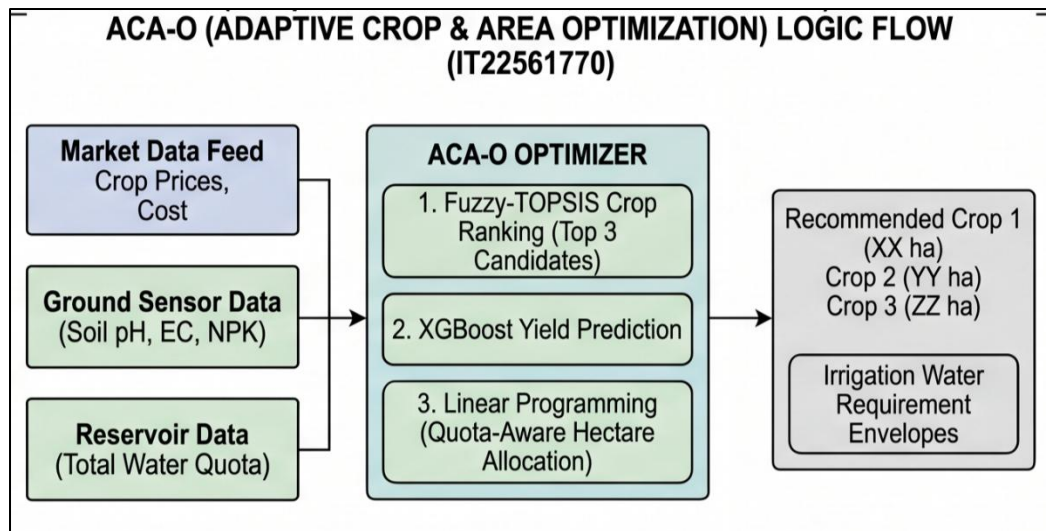 ACA-O (ADAPTIVE CROP & AREA OPTIMIZATION) LOGIC FLOW
(IT22561770)
Market Data Feed
Crop Prices,
Cost
Ground Sensor Data
(Soil pH, EC, NPK)
Reservoir Data
(Total Water Quota)
ACA-O OPTIMIZER
1. Fuzzy-TOPSIS Crop
Ranking (Top 3
Candidates)
2. XGBoost Yield Prediction
3. Linear Programming
(Quota-Aware Hectare
Allocation)
Recommended Crop 1
(XX ha)
Crop 2 (YY ha)
Crop 3 (ZZ ha)
Irrigation Water
Requirement
Envelopes